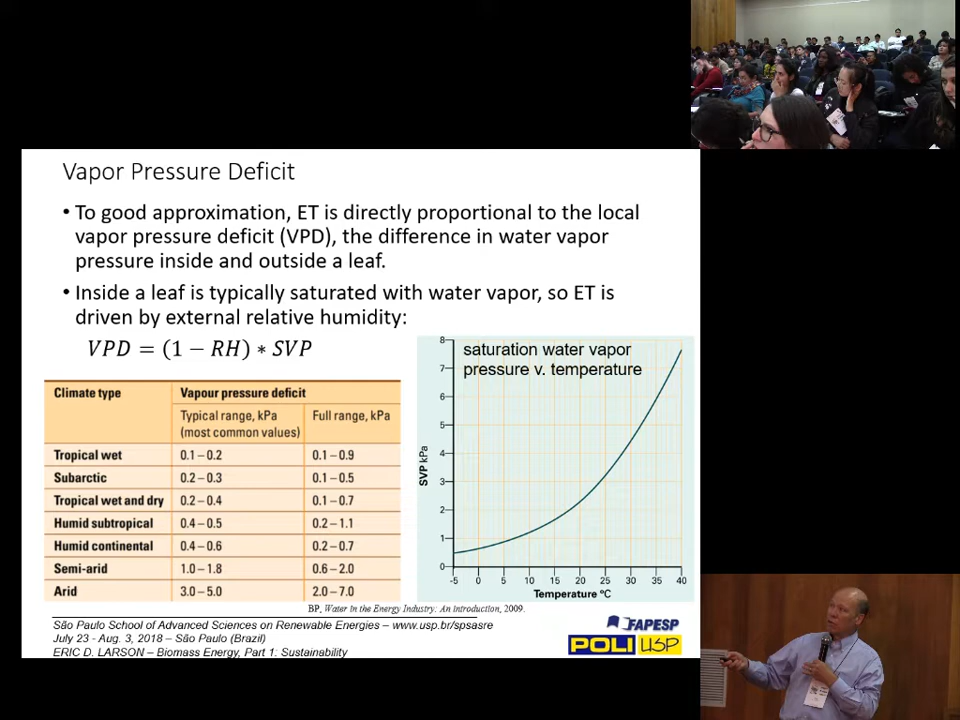 Vapor Pressure Deficit
• To good approximation, ET is directly proportional to the local
vapor pressure deficit (VPD), the difference in water vapor
pressure inside and outside a leaf.
• Inside a leaf is typically saturated with water vapor, so ET is
driven by external relative humidity:
VPD = (1 − RH) ∗ SVP
Climate type Vapour pressure deficit
Typical range, kPa Full range, kPa
(most common values)
Tropical wet 0.1 – 0.2 0.1 – 0.9
Subarctic 0.2 – 0.3 0.1 – 0.5
Tropical wet and dry 0.2 – 0.4 0.1 – 0.7
Humid subtropical 0.4 – 0.5 0.2 – 1.1
Humid continental 0.4 – 0.6 0.2 – 0.7
Semi-arid 1.0 – 1.8 0.6 – 2.0
Arid 3.0 – 5.0 2.0 – 7.0
saturation water vapor
pressure v. temperature
8
7
6
5
4
3
2
1
0
SVP kPa
-5 0 5 10 15 20 25 30 35 40
Temperature ºC
BP, Water in the Energy Industry: An introduction, 2009.
São Paulo School of Advanced Sciences on Renewable Energies – www.usp.br/spsasre
July 23 - Aug. 3, 2018 – São Paulo (Brazil)
ERIC D. LARSON – Biomass Energy, Part 1: Sustainability
FAPESP
POLI USP